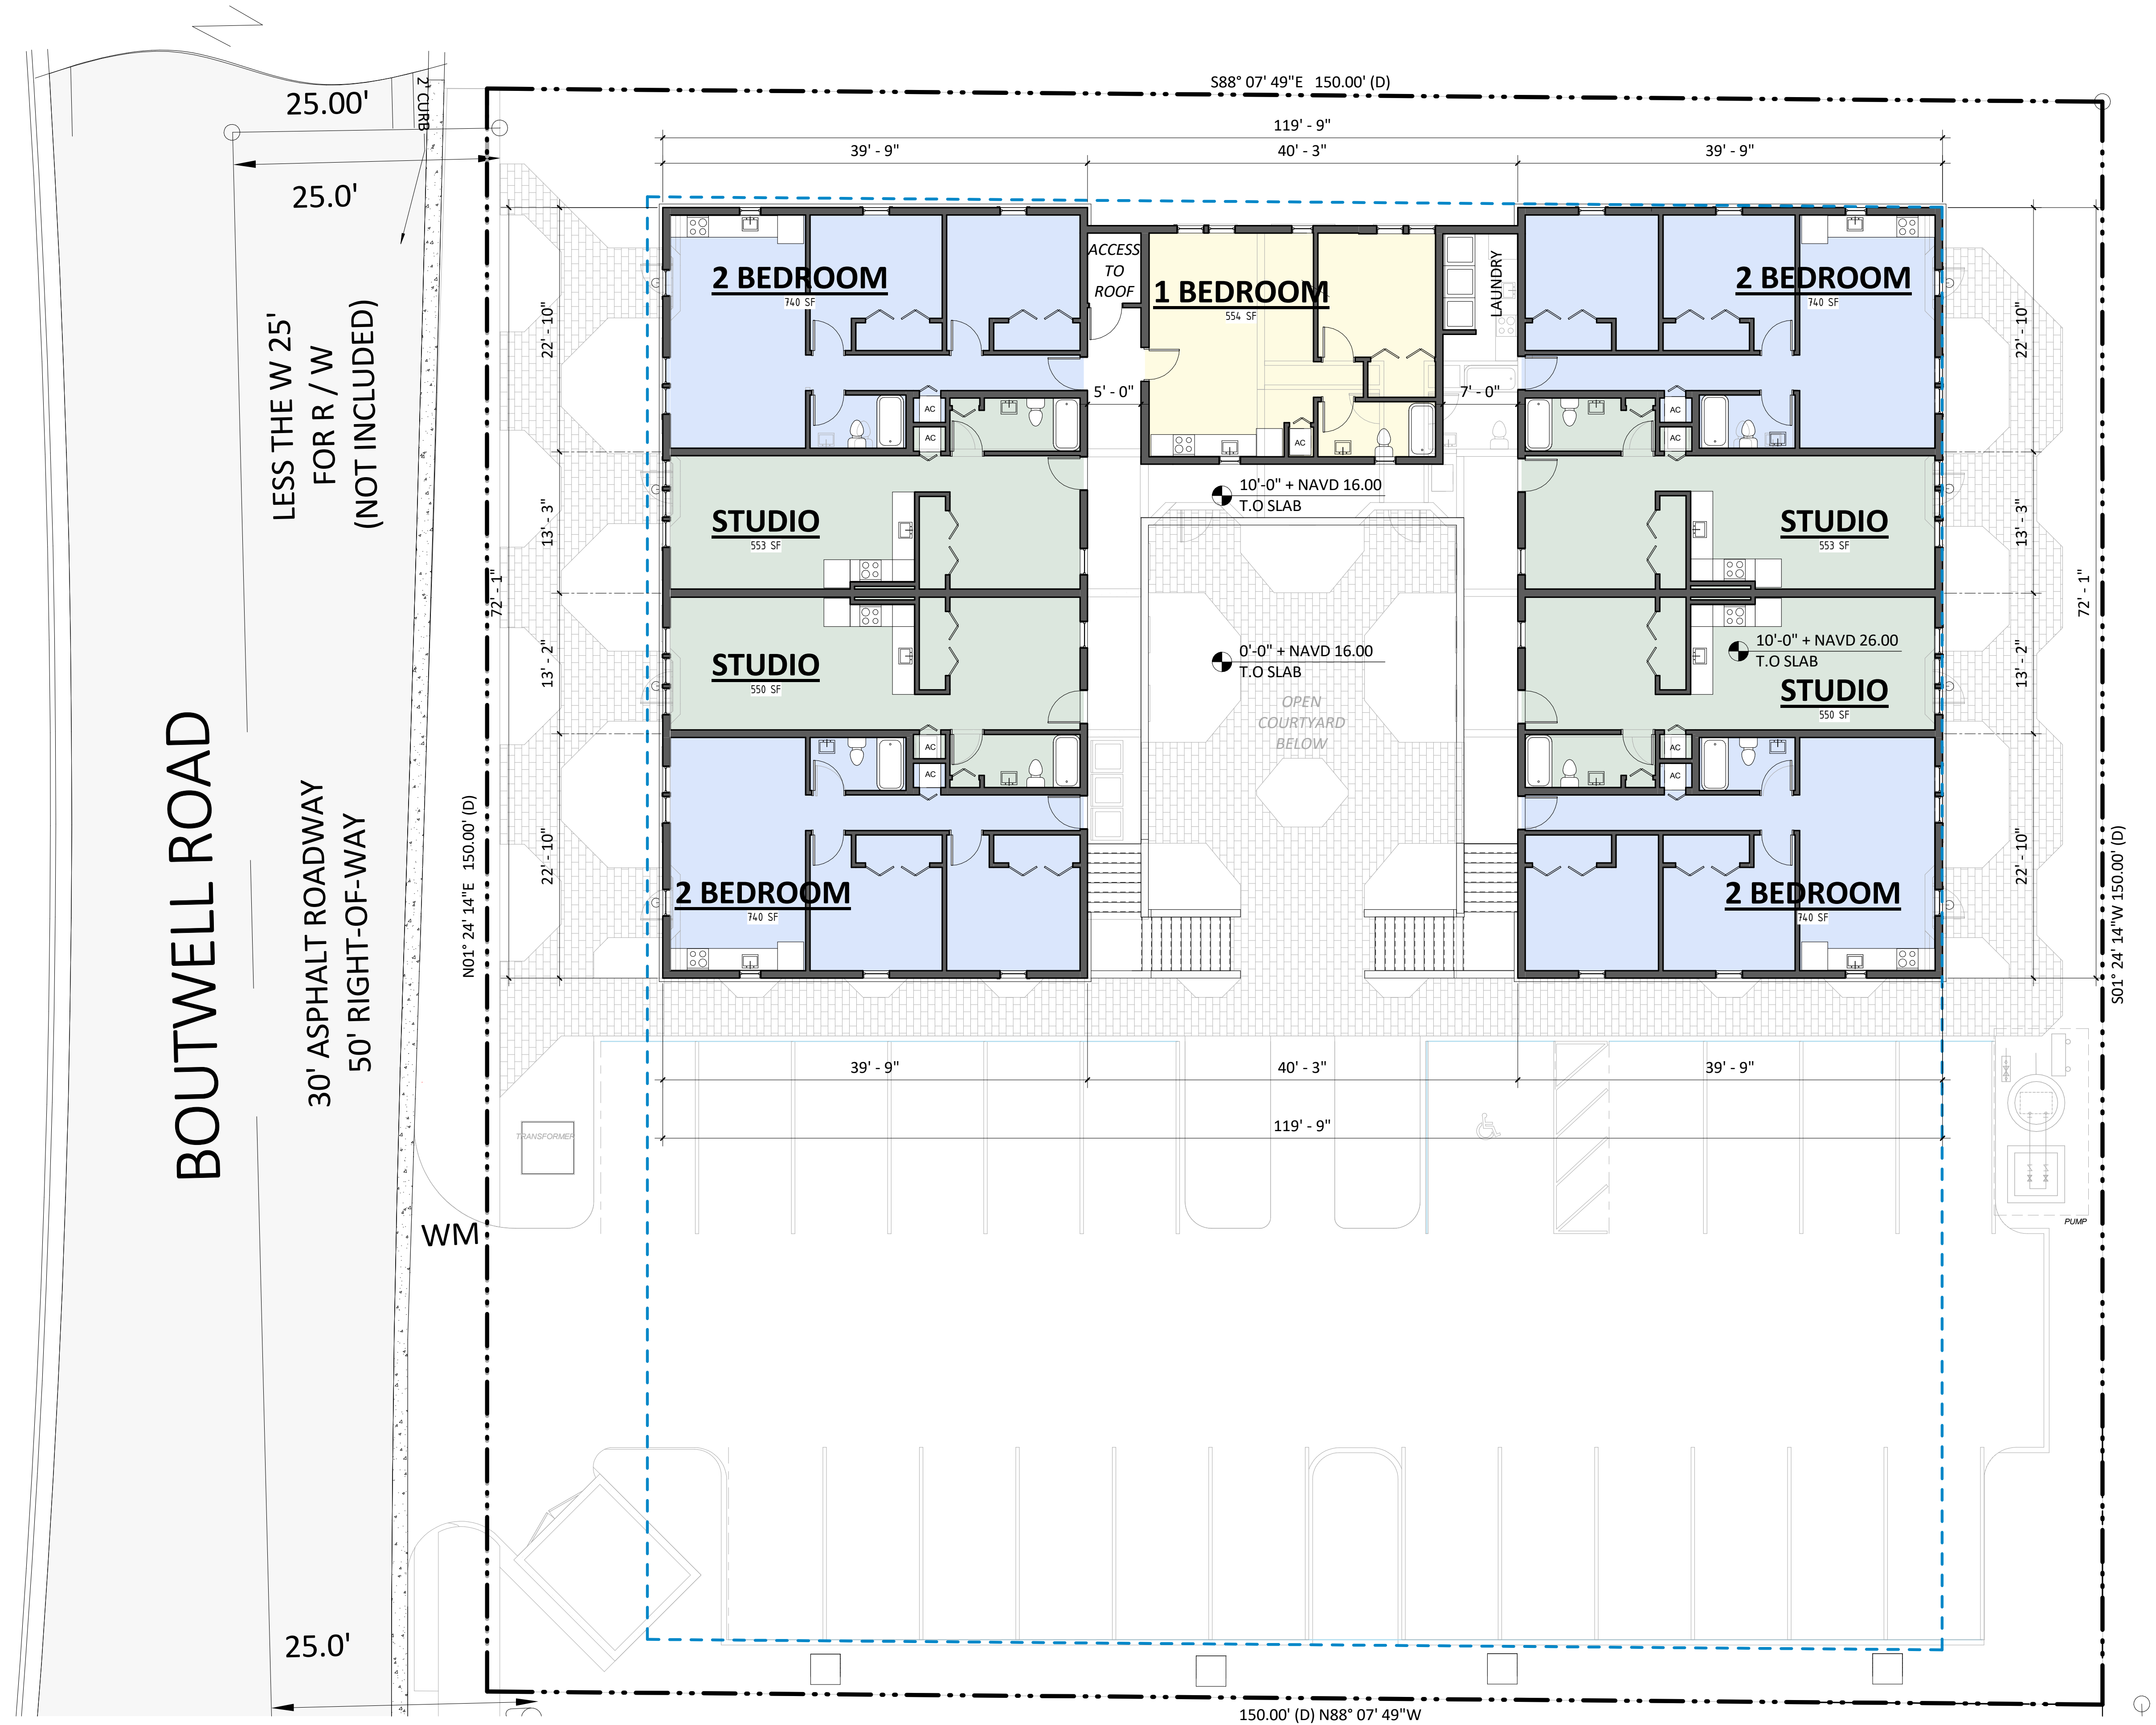 S88° 07' 49"E 150.00' (D)
25.00'
2' CURB
119' - 9"
39' - 9"
40' - 3"
39' - 9"
25.0'
LESS THE W 25'
FOR R / W
(NOT INCLUDED)
22' - 10"
13' - 3"
72' - 1"
13' - 2"
22' - 10"
2 BEDROOM
740 SF
ACCESS
TO
ROOF
1 BEDROOM
554 SF
LAUNDRY
2 BEDROOM
740 SF
22' - 10"
5' - 0"
7' - 0"
AC
AC
AC
AC
AC
10'-0" + NAVD 16.00
T.O SLAB
STUDIO
553 SF
STUDIO
553 SF
13' - 3"
72' - 1"
STUDIO
550 SF
0'-0" + NAVD 16.00
T.O SLAB
OPEN
COURTYARD
BELOW
10'-0" + NAVD 26.00
T.O SLAB
STUDIO
550 SF
13' - 2"
AC
AC
AC
AC
2 BEDROOM
740 SF
2 BEDROOM
740 SF
22' - 10"
N01° 24' 14"E 150.00' (D)
S01° 24' 14"W 150.00' (D)
BOUTWELL ROAD
30' ASPHALT ROADWAY
50' RIGHT-OF-WAY
39' - 9"
40' - 3"
39' - 9"
119' - 9"
TRANSFORMER
PUMP
WM
25.0'
150.00' (D) N88° 07' 49"W